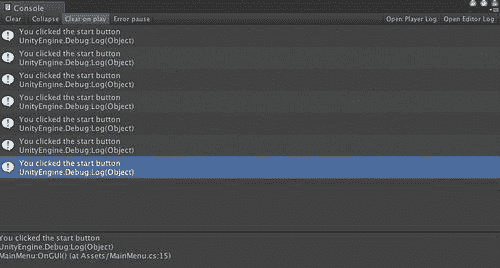 Console
Clear Collapse Clear on play Error pause Open Player Log Open Editor Log
You clicked the start button
UnityEngine.Debug:Log(Object)
You clicked the start button
UnityEngine.Debug:Log(Object)
You clicked the start button
UnityEngine.Debug:Log(Object)
You clicked the start button
UnityEngine.Debug:Log(Object)
You clicked the start button
UnityEngine.Debug:Log(Object)
You clicked the start button
UnityEngine.Debug:Log(Object)
You clicked the start button
UnityEngine.Debug:Log(Object)
You clicked the start button
UnityEngine.Debug:Log(Object)
MainMenu:OnGUI() (at Assets/MainMenu.cs:15)